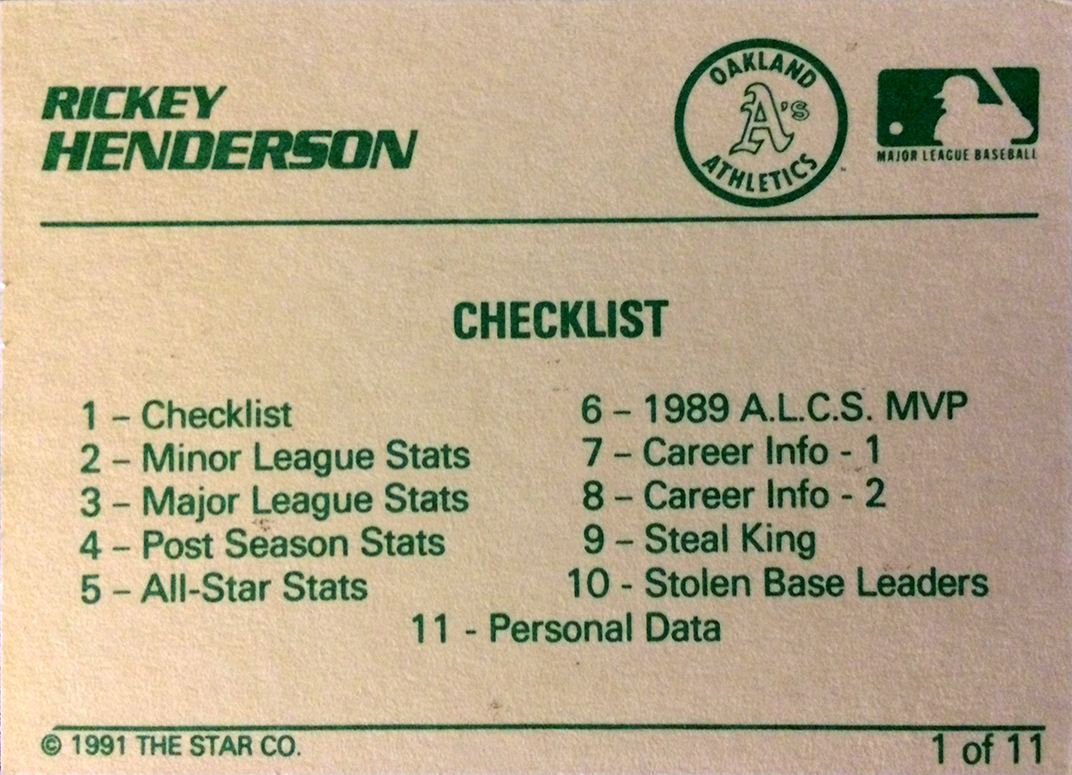 RICKEY
HENDERSON
OAKLAND
A's
ATHLETICS
MAJOR LEAGUE BASEBALL
CHECKLIST
1 – Checklist
2 – Minor League Stats
3 – Major League Stats
4 – Post Season Stats
5 – All-Star Stats
6 – 1989 A.L.C.S. MVP
7 – Career Info - 1
8 – Career Info - 2
9 – Steal King
10 - Stolen Base Leaders
11 - Personal Data
© 1991 THE STAR CO.
1 of 11